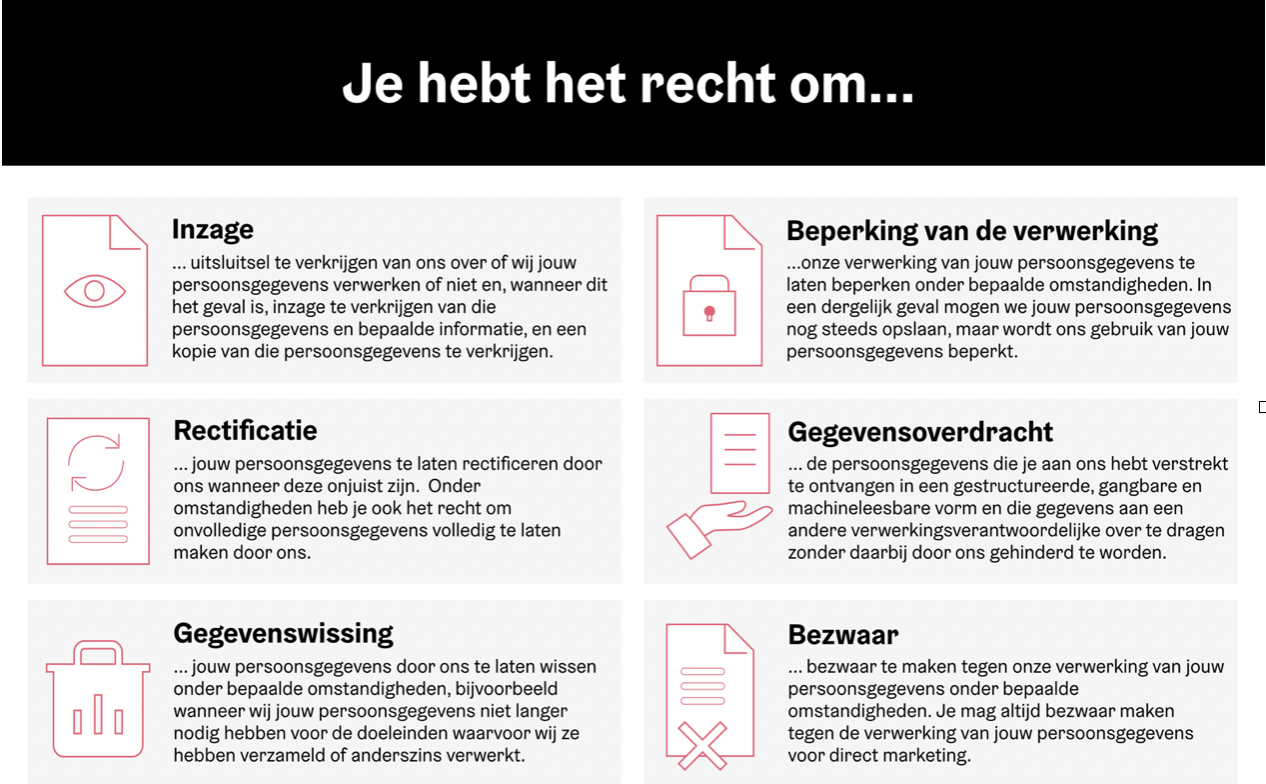 Je hebt het recht om...
Inzage
... uitsluitsel te verkrijgen van ons over of wij jouw
persoonsgegevens verwerken of niet en, wanneer dit
het geval is, inzage te verkrijgen van die
persoonsgegevens en bepaalde informatie, en een
kopie van die persoonsgegevens te verkrijgen.
Beperking van de verwerking
...onze verwerking van jouw persoonsgegevens te
laten beperken onder bepaalde omstandigheden. In
een dergelijk geval mogen we jouw persoonsgegevens
nog steeds opslaan, maar wordt ons gebruik van jouw
persoonsgegevens beperkt.
Rectificatie
... jouw persoonsgegevens te laten rectificeren door
ons wanneer deze onjuist zijn.  Onder
omstandigheden heb je ook het recht om
onvolledige persoonsgegevens volledig te laten
maken door ons.
Gegevensoverdracht
... de persoonsgegevens die je aan ons hebt verstrekt
te ontvangen in een gestructureerde, gangbare en
machineleesbare vorm en die gegevens aan een
andere verwerkingsverantwoordelijke over te dragen
zonder daarbij door ons gehinderd te worden.
Gegevenswissing
... jouw persoonsgegevens door ons te laten wissen
onder bepaalde omstandigheden, bijvoorbeeld
wanneer wij jouw persoonsgegevens niet langer
nodig hebben voor de doeleinden waarvoor wij ze
hebben verzameld of anderszins verwerkt.
Bezwaar
... bezwaar te maken tegen onze verwerking van jouw
persoonsgegevens onder bepaalde
omstandigheden. Je mag altijd bezwaar maken
tegen de verwerking van jouw persoonsgegevens
voor direct marketing.